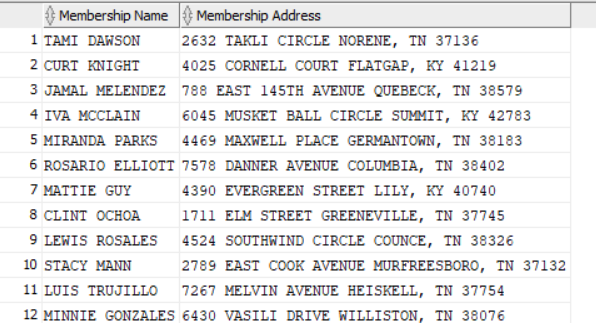 Membership Name Membership Address
1 TAMI DAWSON 2632 TAKLI CIRCLE NORENE, TN 37136
2 CURT KNIGHT 4025 CORNELL COURT FLATGAP, KY 41219
3 JAMAL MELENDEZ 788 EAST 145TH AVENUE QUEBECK, TN 38579
4 IVA MCCLAIN 6045 MUSKET BALL CIRCLE SUMMIT, KY 42783
5 MIRANDA PARKS 4469 MAXWELL PLACE GERMANTOWN, TN 38183
6 ROSARIO ELLIOTT 7578 DANNER AVENUE COLUMBIA, TN 38402
7 MATTIE GUY 4390 EVERGREEN STREET LILY, KY 40740
8 CLINT OCHOA 1711 ELM STREET GREENEVILLE, TN 37745
9 LEWIS ROSALES 4524 SOUTHWIND CIRCLE COUNCE, TN 38326
10 STACY MANN 2789 EAST COOK AVENUE MURFREESBORO, TN 37132
11 LUIS TRUJILLO 7267 MELVIN AVENUE HEISKELL, TN 37754
12 MINNIE GONZALES 6430 VASILI DRIVE WILLISTON, TN 38076